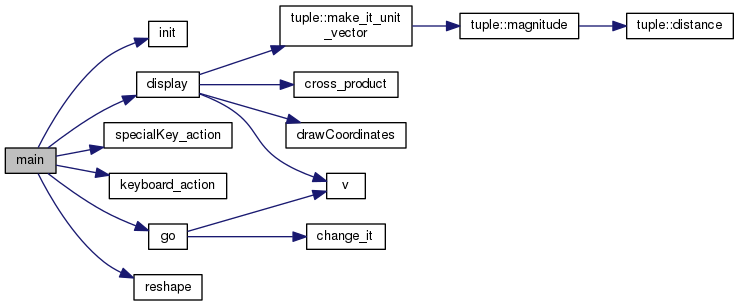 main
init
display
specialKey_action
keyboard_action
go
reshape
tuple::make_it_unit
_vector
cross_product
drawCoordinates
v
change_it
tuple::magnitude
tuple::distance